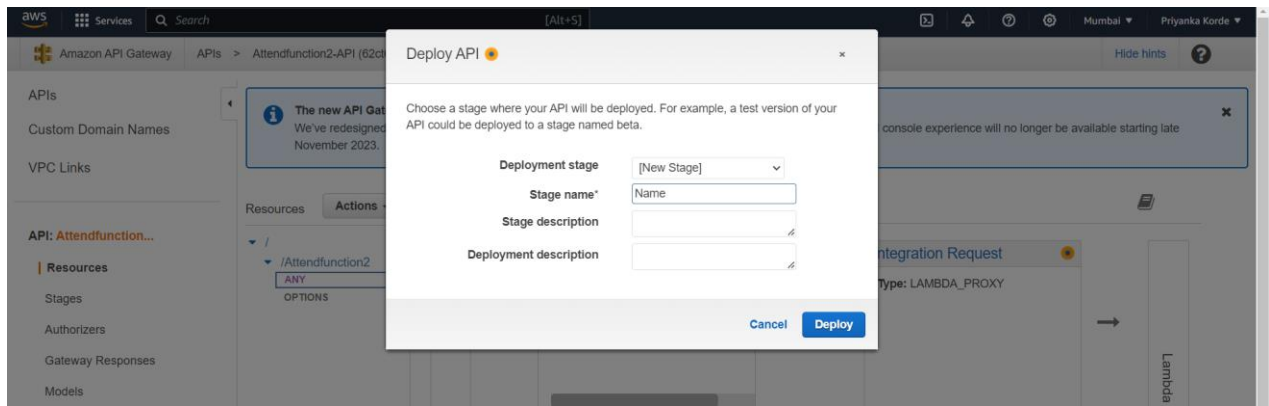 aws Services Search [Alt+S] Mumbai Priyanka Korde
Amazon API Gateway APIs > Attendfunction2-API Hide hints
Deploy API
Choose a stage where your API will be deployed. For example, a test version of your
API could be deployed to a stage named beta.
Deployment stage [New Stage]
Stage name* Name
Stage description
Deployment description
Cancel Deploy
APIs
Custom Domain Names
VPC Links
API: Attendfunction...
Resources
Stages
Authorizers
Gateway Responses
Models
The new API
We've redesigned console experience will no longer be available starting late
November 2023.
Resources Actions
/
/Attendfunction2
ANY
OPTIONS
Request
Type: LAMBDA_PROXY
Lambda